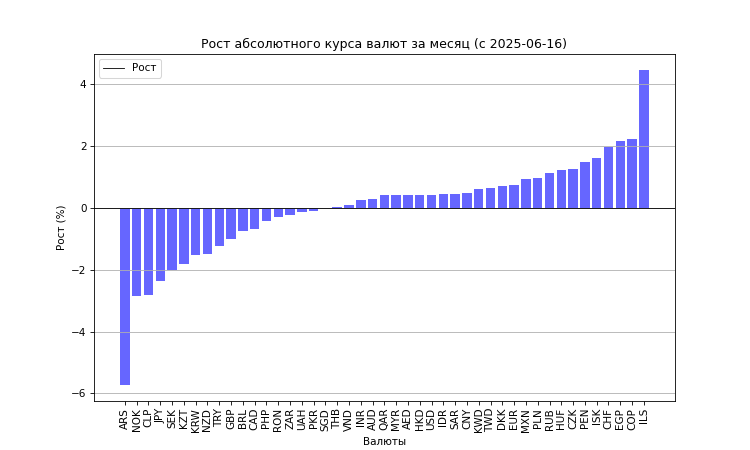 Рост абсолютного курса валют за месяц (с 2025-06-16)
Рост
4
2
0
−2
−4
−6
Рост (%)
ARS NOK CLP JPY SEK KZT KRW NZD TRY GBP BRL CAD PHP RON ZAR UAH PKR SGD THB VND INR AUD QAR MYR AED HKD USD IDR SAR CNY KWD TWD DKK EUR MXN PLN RUB HUF CZK PEN ISK CHF EGP COP ILS
Валюты